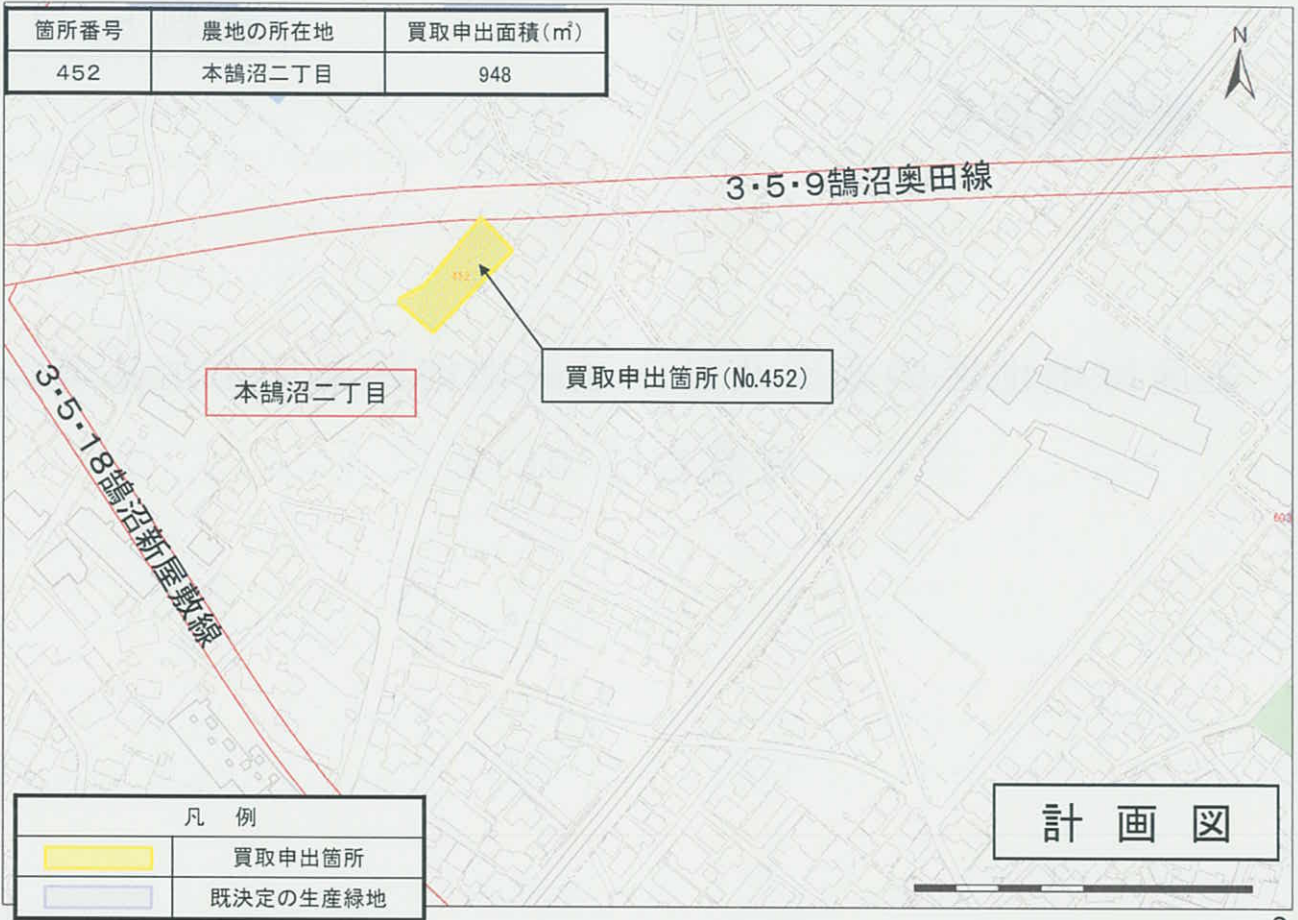 箇所番号 農地の所在地 買取申出面積(㎡)
452 本鵠沼二丁目 948
N
3・5・9鵠沼奥田線
452
買取申出箇所(No.452)
本鵠沼二丁目
3・5・18鵠沼新屋敷線
603
凡 例
買取申出箇所
既決定の生産緑地
計 画 図